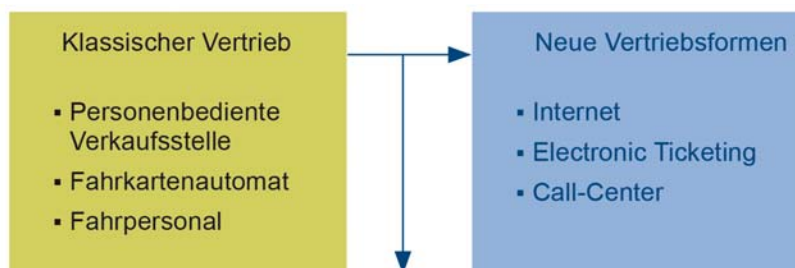 Klassischer Vertrieb
▪ Personenbediente
Verkaufsstelle
▪ Fahrkartenautomat
▪ Fahrpersonal
Neue Vertriebsformen
▪ Internet
▪ Electronic Ticketing
▪ Call-Center